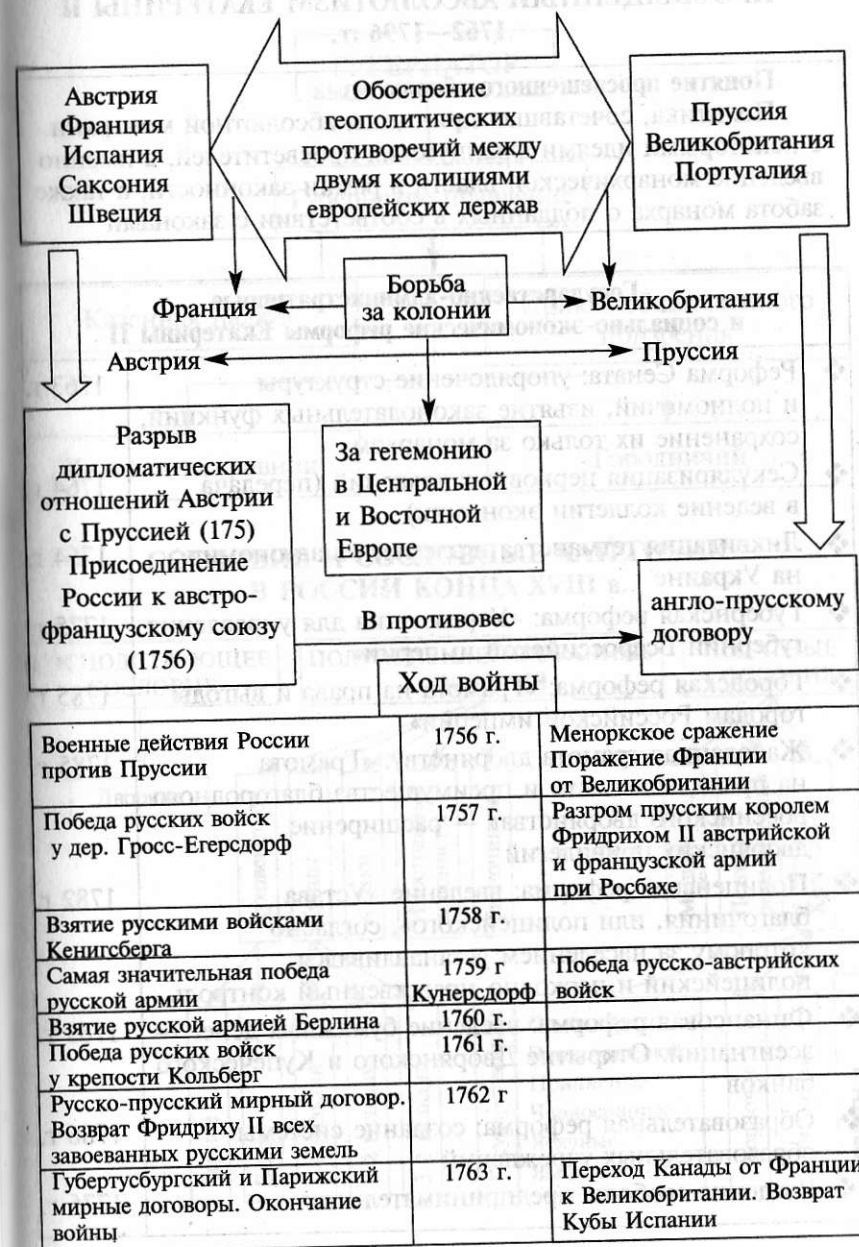 1762—1796 гг.
Австрия
Франция
Испания
Саксония
Швеция
Обострение
геополитических
противоречий между
двумя коалициями
европейских держав
Пруссия
Великобритания
Португалия
Франция
Борьба
за колонии
Великобритания
Австрия
Пруссия
Разрыв
дипломатических
отношений Австрии
с Пруссией (175)
Присоединение
России к австро-
французскому союзу
(1756)
За гегемонию
в Центральной
и Восточной
Европе
В противовес
англо-прусскому
договору
Ход войны
Военные действия России
против Пруссии
1756 г.
Меноркское сражение
Поражение Франции
от Великобритании
Победа русских войск
у дер. Гросс-Егерсдорф
1757 г.
Разгром прусским королем
Фридрихом II австрийской
и французской армий
при Росбахе
Взятие русскими войсками
Кенигсберга
1758 г.
Самая значительная победа
русской армии
1759 г
Кунерсдорф
Победа русско-австрийских
войск
Взятие русской армией Берлина
1760 г.
Победа русских войск
у крепости Кольберг
1761 г.
Русско-прусский мирный договор.
Возврат Фридриху II всех
завоеванных русскими земель
1762 г
Губертусбургский и Парижский
мирные договоры. Окончание
войны
1763 г.
Переход Канады от Франции
к Великобритании. Возврат
Кубы Испании